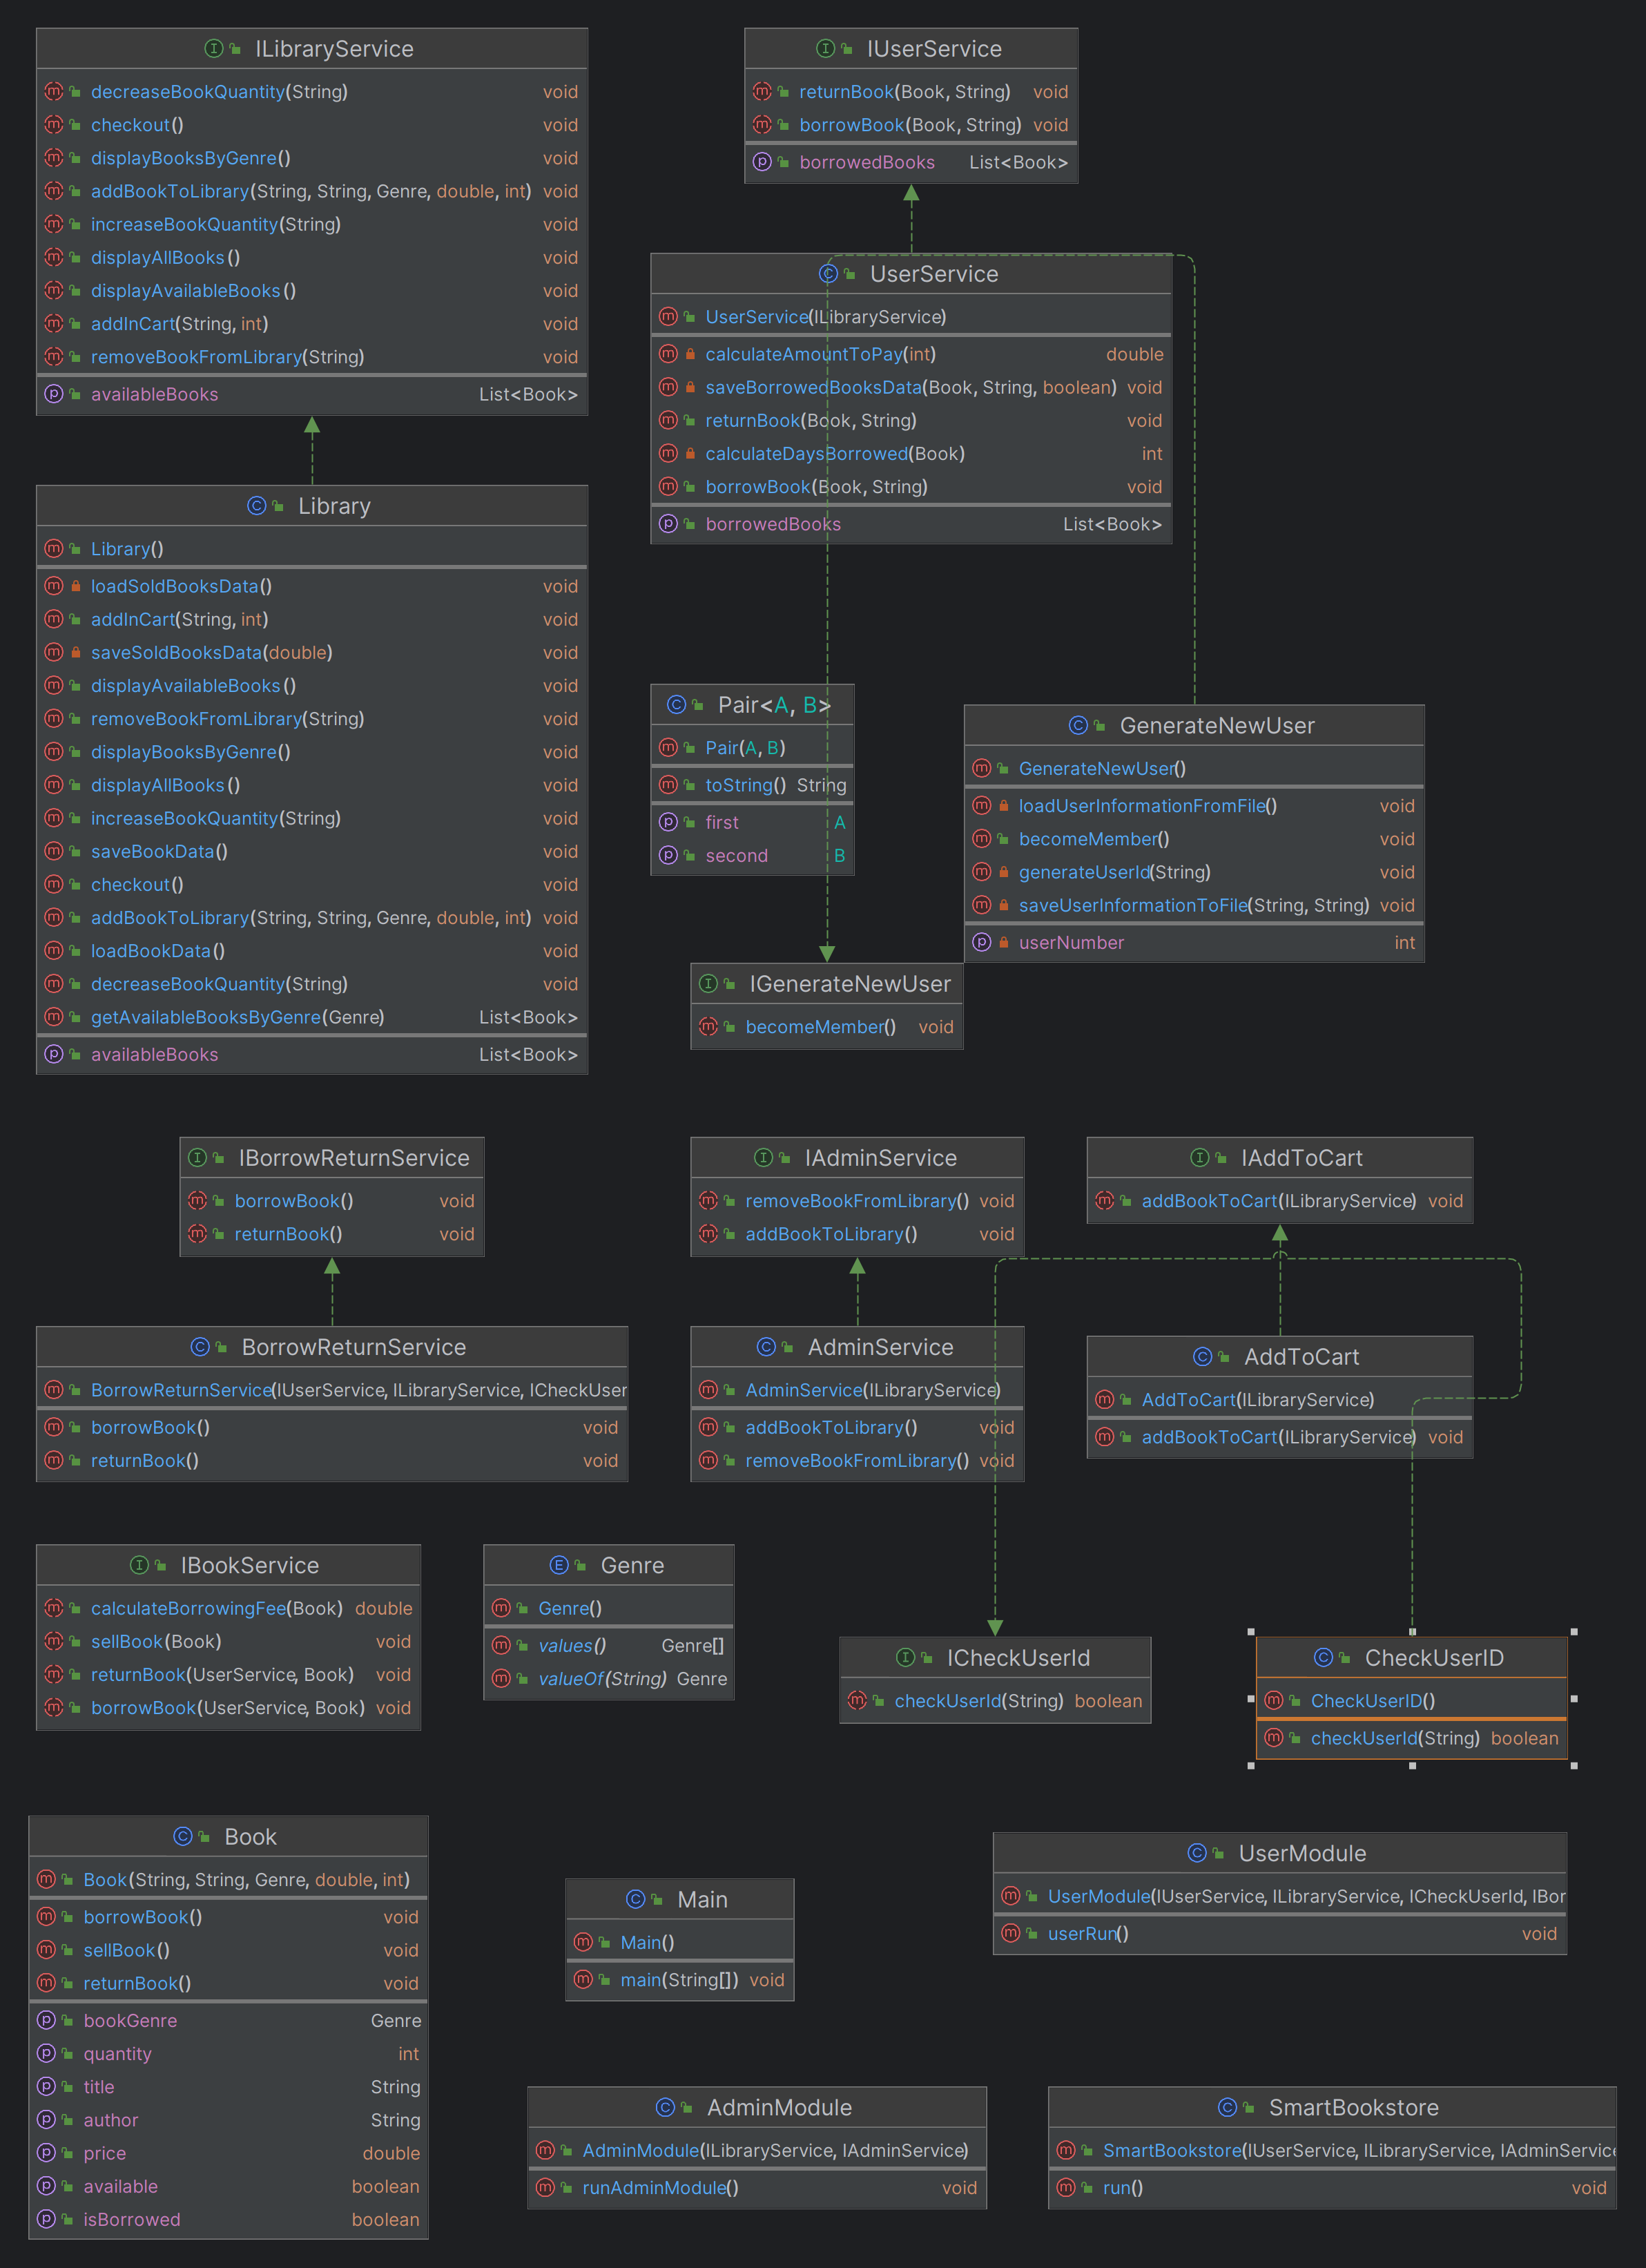 ILibraryService
decreaseBookQuantity(String) void
checkout() void
displayBooksByGenre() void
addBookToLibrary(String, String, Genre, double, int) void
increaseBookQuantity(String) void
displayAllBooks() void
displayAvailableBooks() void
addInCart(String, int) void
removeBookFromLibrary(String) void
availableBooks List<Book>
IUserService
returnBook(Book, String) void
borrowBook(Book, String) void
borrowedBooks List<Book>
UserService
UserService(ILibraryService)
calculateAmountToPay(int) double
saveBorrowedBooksData(Book, String, boolean) void
returnBook(Book, String) void
calculateDaysBorrowed(Book) int
borrowBook(Book, String) void
borrowedBooks List<Book>
Library
Library()
loadSoldBooksData() void
addInCart(String, int) void
saveSoldBooksData(double) void
displayAvailableBooks() void
removeBookFromLibrary(String) void
displayBooksByGenre() void
displayAllBooks() void
increaseBookQuantity(String) void
saveBookData() void
checkout() void
addBookToLibrary(String, String, Genre, double, int) void
loadBookData() void
decreaseBookQuantity(String) void
getAvailableBooksByGenre(Genre) List<Book>
availableBooks List<Book>
Pair<A, B>
Pair(A, B)
toString() String
first A
second B
GenerateNewUser
GenerateNewUser()
loadUserInformationFromFile() void
becomeMember() void
generateUserId(String) void
saveUserInformationToFile(String, String) void
userNumber int
IGenerateNewUser
becomeMember() void
IBorrowReturnService
borrowBook() void
returnBook() void
IAdminService
removeBookFromLibrary() void
addBookToLibrary() void
IAddToCart
addBookToCart(ILibraryService) void
BorrowReturnService
BorrowReturnService(IUserService, ILibraryService, ICheckUser
borrowBook() void
returnBook() void
AdminService
AdminService(ILibraryService)
addBookToLibrary() void
removeBookFromLibrary() void
AddToCart
AddToCart(ILibraryService)
addBookToCart(ILibraryService) void
IBookService
calculateBorrowingFee(Book) double
sellBook(Book) void
returnBook(UserService, Book) void
borrowBook(UserService, Book) void
Genre
Genre()
values() Genre[]
valueOf(String) Genre
ICheckUserId
checkUserId(String) boolean
CheckUserID
CheckUserID()
checkUserId(String) boolean
Book
Book(String, String, Genre, double, int)
borrowBook() void
sellBook() void
returnBook() void
bookGenre Genre
quantity int
title String
author String
price double
available boolean
isBorrowed boolean
Main
Main()
main(String[]) void
UserModule
UserModule(IUserService, ILibraryService, ICheckUserId, IBor
userRun() void
AdminModule
AdminModule(ILibraryService, IAdminService)
runAdminModule() void
SmartBookstore
SmartBookstore(IUserService, ILibraryService, IAdminService
run() void